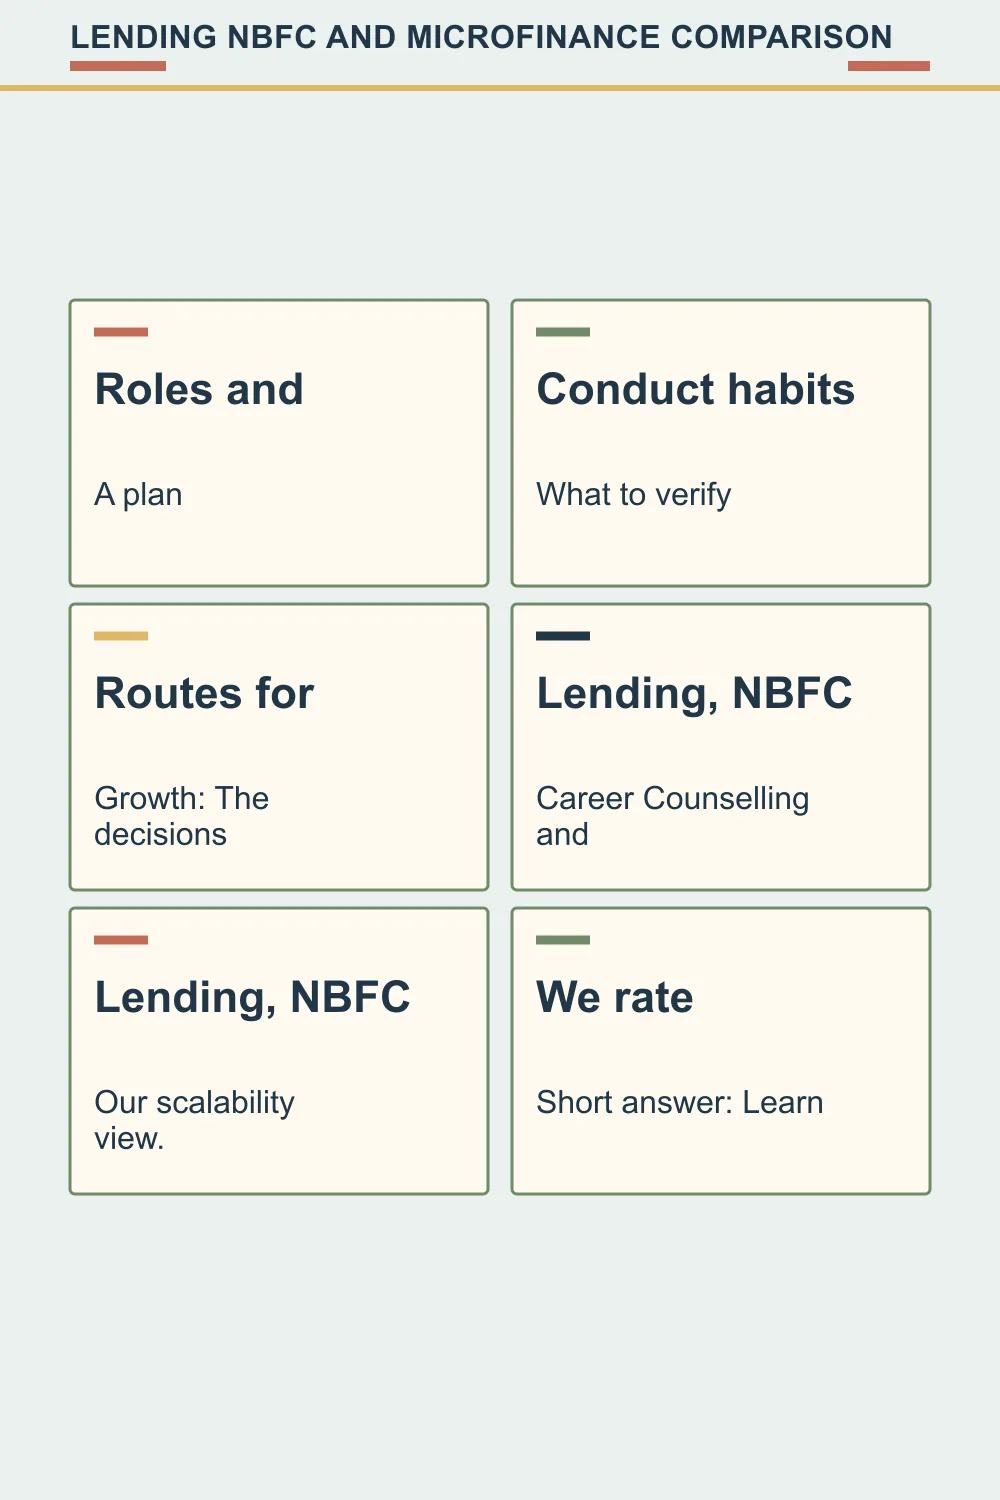 LENDING NBFC AND MICROFINANCE COMPARISON
Roles and
A plan
Conduct habits
What to verify
Routes for
Growth: The
decisions
Lending, NBFC
Career Counselling
and
Lending, NBFC
Our scalability
view.
We rate
Short answer: Learn